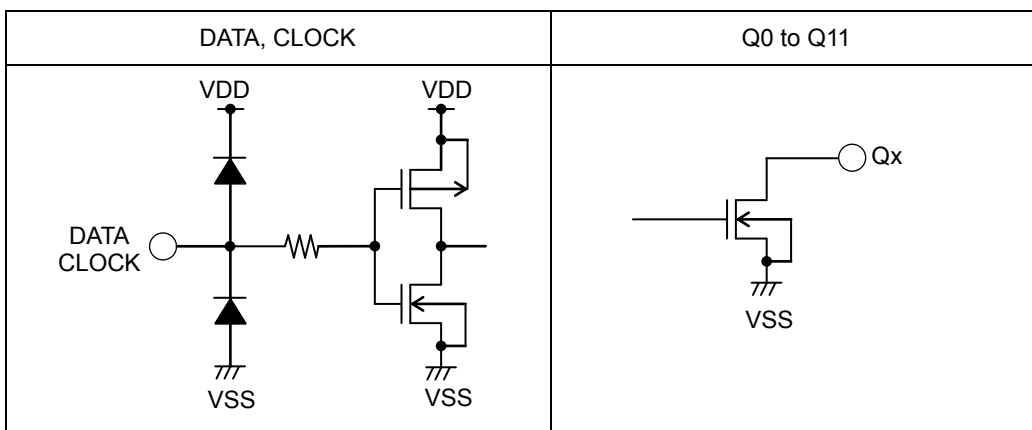 DATA, CLOCK
Q0 to Q11
VDD
VDD
DATA
CLOCK
VSS
VSS
Qx
VSS